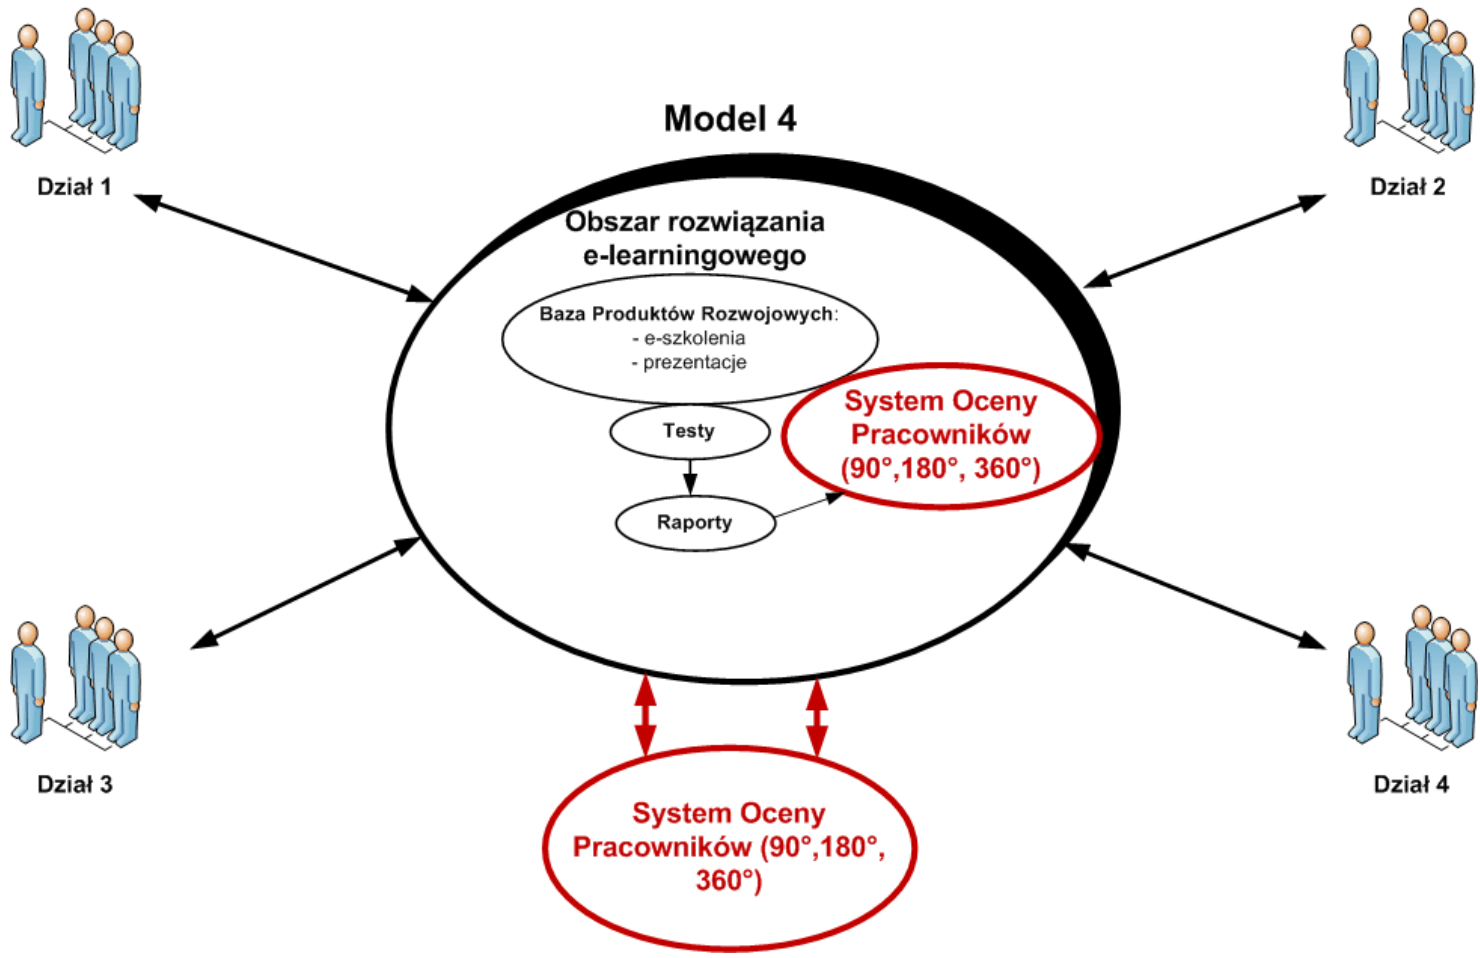 Model 4
Dział 1
Dział 2
Obszar rozwiązania
e-learningowego
Baza Produktów Rozwojowych:
- e-szkolenia
- prezentacje
System Oceny
Pracowników
(90°,180°, 360°)
Testy
Raporty
Dział 3
Dział 4
System Oceny
Pracowników (90°,180°,
360°)